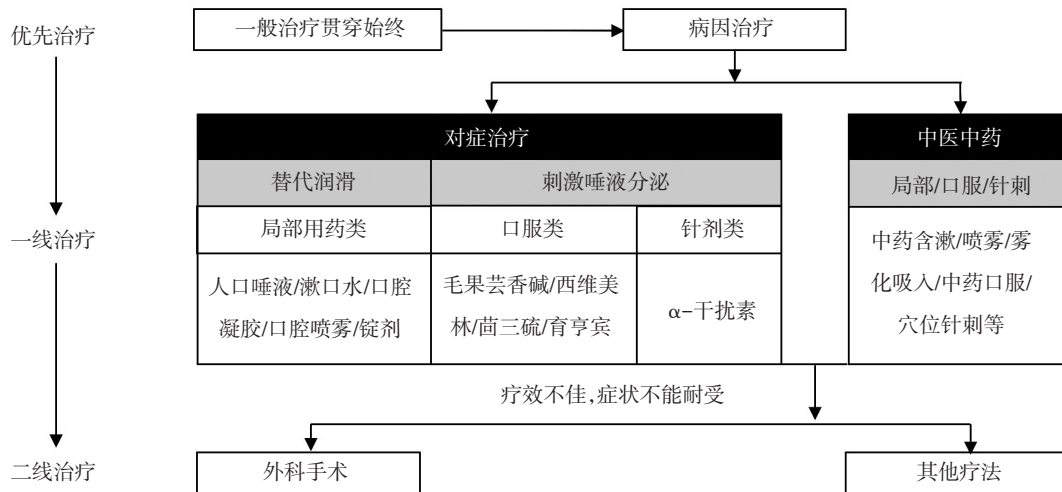 优先治疗
一般治疗贯穿始终
病因治疗
对症治疗
中医中药
替代润滑
刺激唾液分泌
局部/口服/针刺
一线治疗
局部用药类
口服类
针剂类
人口唾液/漱口水/口腔
凝胶/口腔喷雾/锭剂
毛果芸香碱/西维美
林/茴三硫/育亨宾
α-干扰素
中药含漱/喷雾/雾
化吸入/中药口服/
穴位针刺等
疗效不佳,症状不能耐受
二线治疗
外科手术
其他疗法